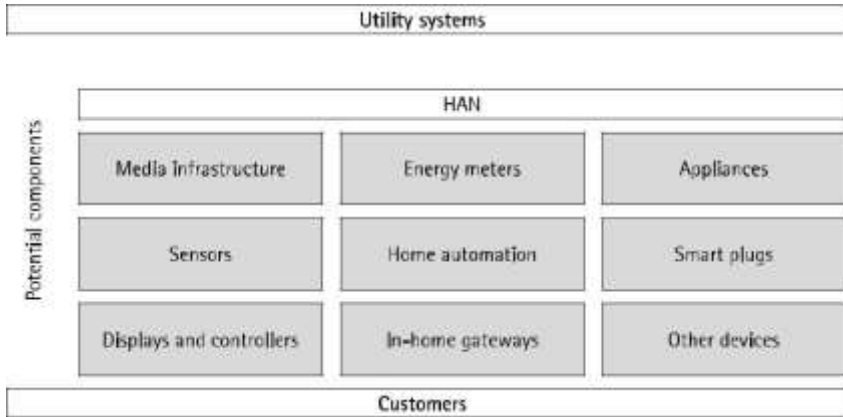 Utility systems
HAN
Potential components
Media infrastructure
Energy meters
Appliances
Sensors
Home automation
Smart plugs
Displays and controllers
In-home gateways
Other devices
Customers